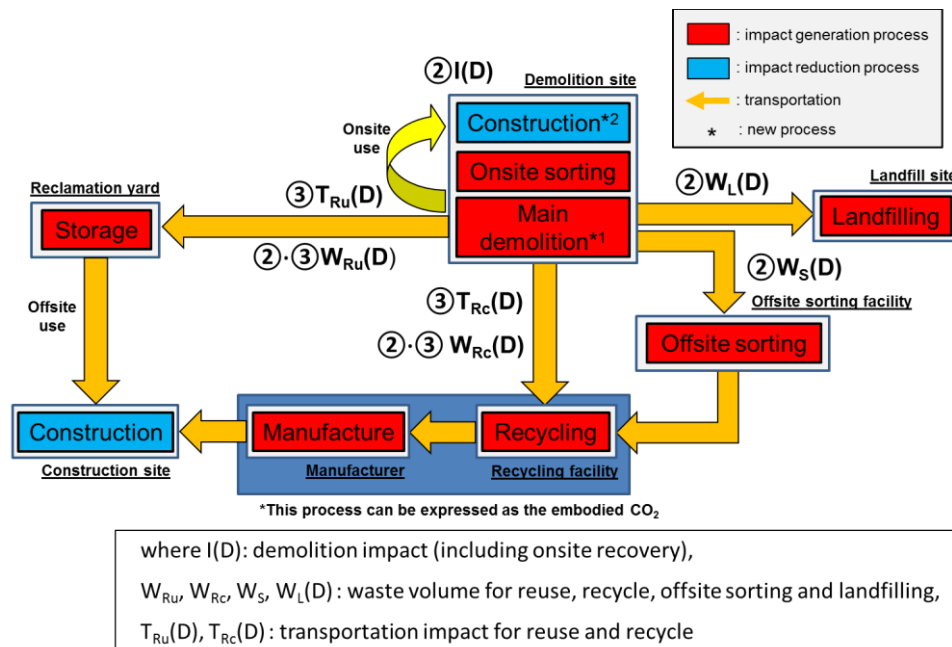 : impact generation process
: impact reduction process
: transportation
* : new process
②I(D)
Demolition site
Construction*2
Onsite
use
Onsite sorting
Main
demolition*1
Reclamation yard
③TRu(D)
Storage
②·③WRu(D)
②WL(D)
Landfill site
Landfilling
②WS(D)
Offsite sorting facility
Offsite sorting
③TRc(D)
②·③ WRc(D)
Offsite
use
Construction
Construction site
Manufacture
Manufacturer
Recycling
Recycling facility
*This process can be expressed as the embodied CO2
where I(D): demolition impact (including onsite recovery),
WRu, WRc, WS, WL(D) : waste volume for reuse, recycle, offsite sorting and landfilling,
TRu(D), TRc(D): transportation impact for reuse and recycle